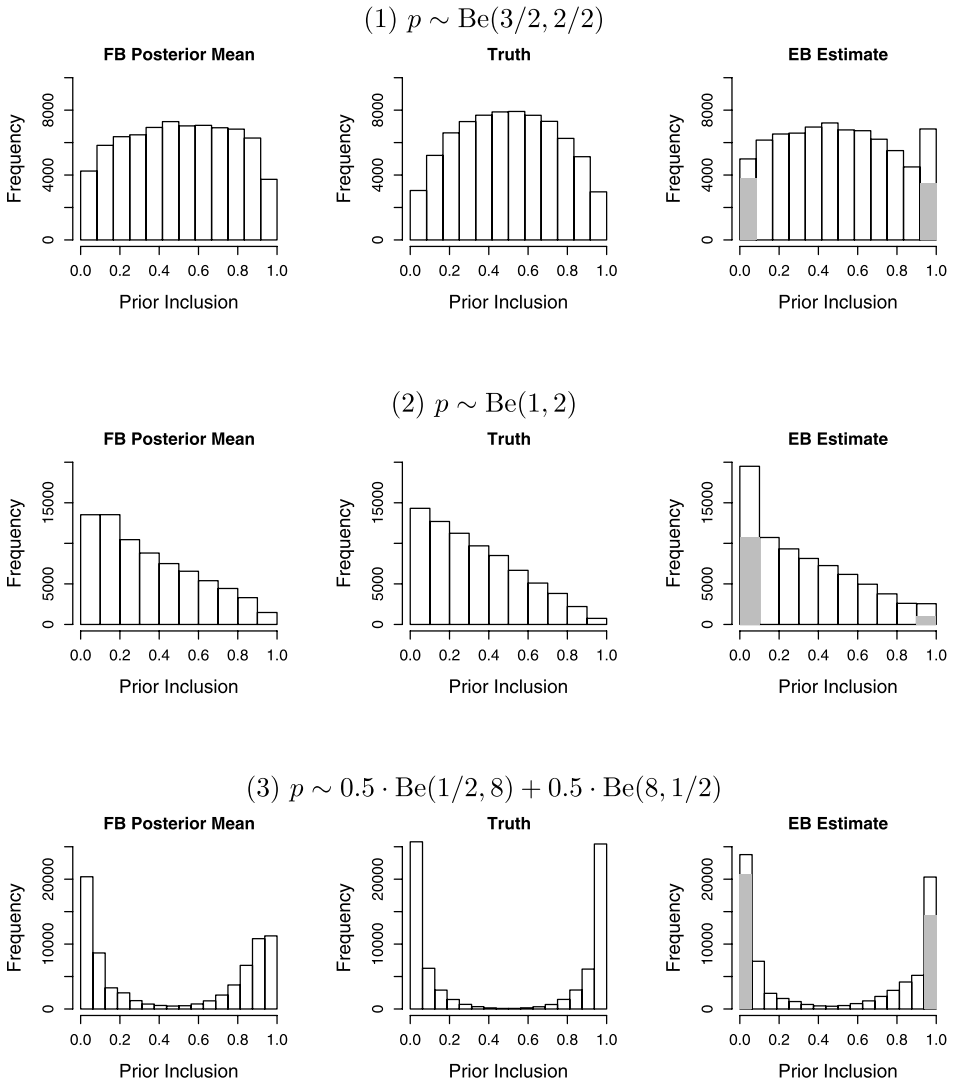 (1) p ∼ Be(3/2, 2/2)
FB Posterior Mean
Truth
EB Estimate
Frequency
0 4000 8000
0.0 0.2 0.4 0.6 0.8 1.0
Prior Inclusion
Frequency
0 4000 8000
0.0 0.2 0.4 0.6 0.8 1.0
Prior Inclusion
Frequency
0 4000 8000
0.0 0.2 0.4 0.6 0.8 1.0
Prior Inclusion
(2) p ∼ Be(1, 2)
FB Posterior Mean
Truth
EB Estimate
Frequency
0 5000 15000
0.0 0.2 0.4 0.6 0.8 1.0
Prior Inclusion
Frequency
0 5000 15000
0.0 0.2 0.4 0.6 0.8 1.0
Prior Inclusion
Frequency
0 5000 15000
0.0 0.2 0.4 0.6 0.8 1.0
Prior Inclusion
(3) p ∼ 0.5 · Be(1/2, 8) + 0.5 · Be(8, 1/2)
FB Posterior Mean
Truth
EB Estimate
Frequency
0 10000 20000
0.0 0.2 0.4 0.6 0.8 1.0
Prior Inclusion
Frequency
0 10000 20000
0.0 0.2 0.4 0.6 0.8 1.0
Prior Inclusion
Frequency
0 10000 20000
0.0 0.2 0.4 0.6 0.8 1.0
Prior Inclusion